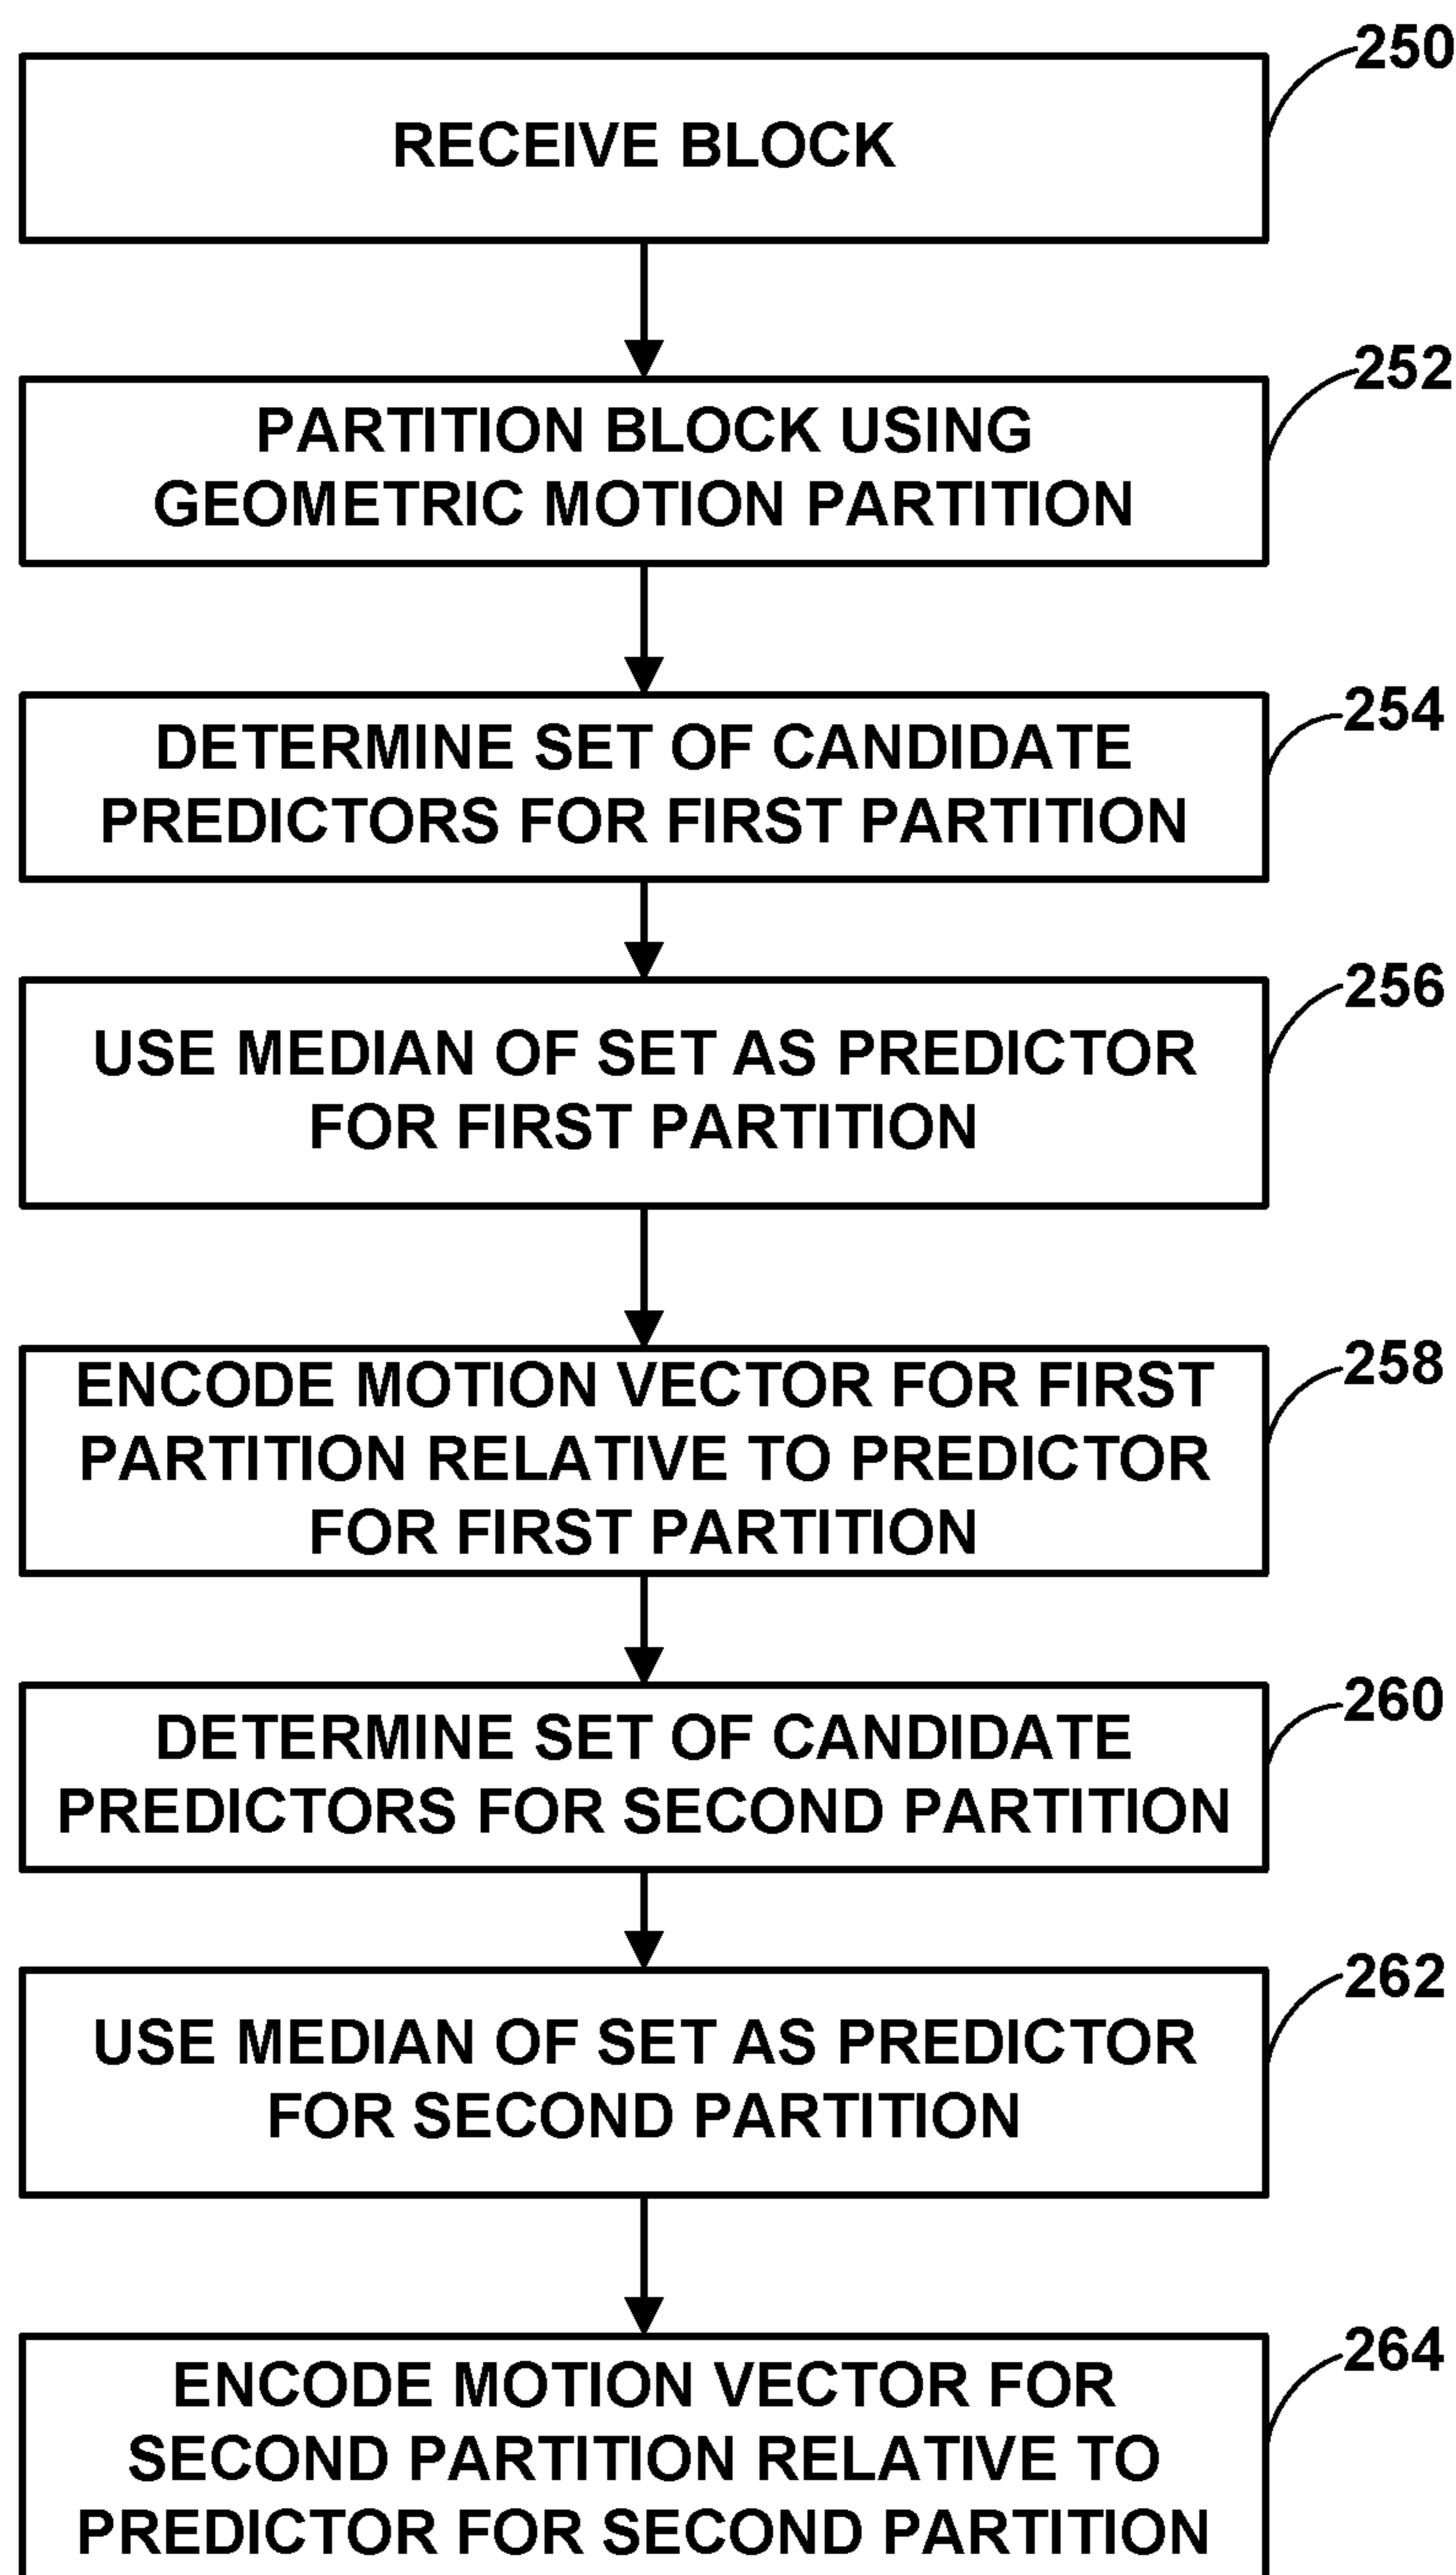 250
RECEIVE BLOCK
252
PARTITION BLOCK USING
GEOMETRIC MOTION PARTITION
254
DETERMINE SET OF CANDIDATE
PREDICTORS FOR FIRST PARTITION
256
USE MEDIAN OF SET AS PREDICTOR
FOR FIRST PARTITION
258
ENCODE MOTION VECTOR FOR FIRST
PARTITION RELATIVE TO PREDICTOR
FOR FIRST PARTITION
260
DETERMINE SET OF CANDIDATE
PREDICTORS FOR SECOND PARTITION
262
USE MEDIAN OF SET AS PREDICTOR
FOR SECOND PARTITION
264
ENCODE MOTION VECTOR FOR
SECOND PARTITION RELATIVE TO
PREDICTOR FOR SECOND PARTITION